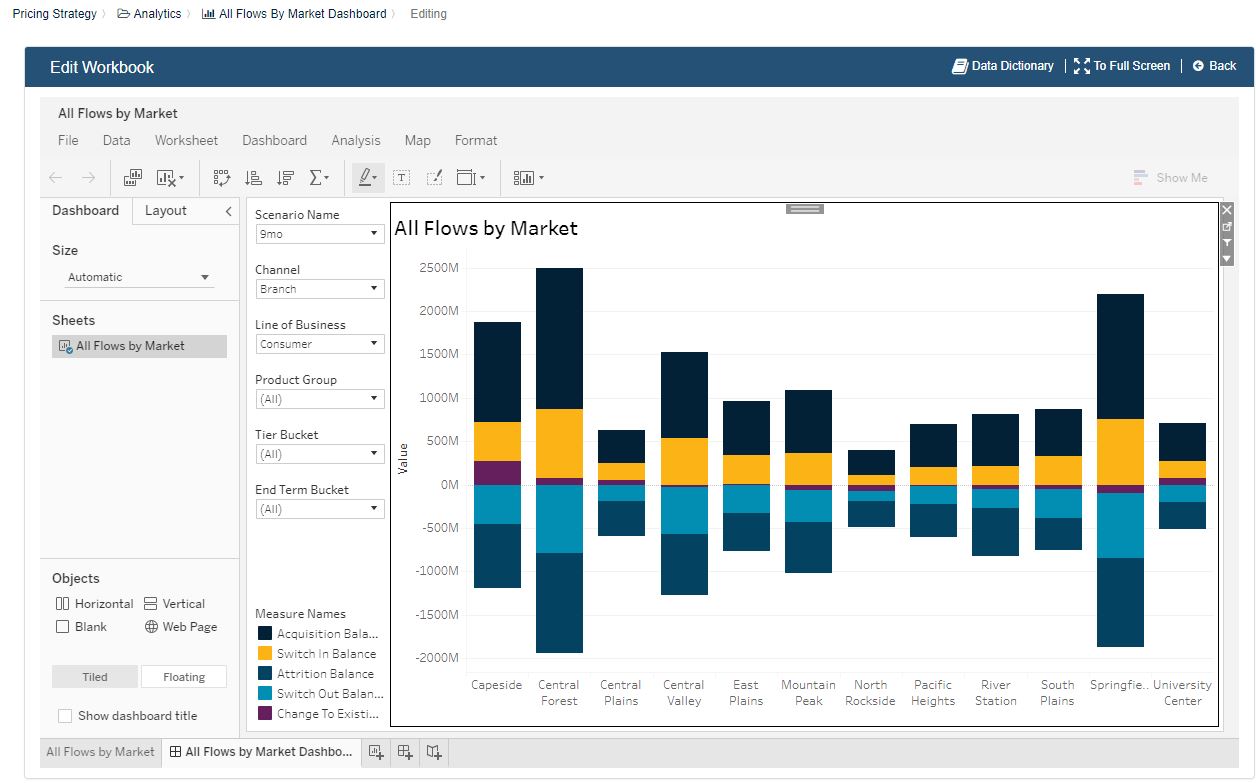 Pricing Strategy Analytics All Flows By Market Dashboard Editing
Edit Workbook
Data Dictionary To Full Screen Back
All Flows by Market
File Data Worksheet Dashboard Analysis Map Format
Show Me
Dashboard Layout
Size
Automatic
Sheets
All Flows by Market
Objects
Horizontal Vertical
Blank Web Page
Tiled Floating
Show dashboard title
Scenario Name
9mo
Channel
Branch
Line of Business
Consumer
Product Group
(All)
Tier Bucket
(All)
End Term Bucket
(All)
Measure Names
Acquisition Bala...
Switch In Balance
Attrition Balance
Switch Out Balan...
Change To Existi...
All Flows by Market
Value
2500M
2000M
1500M
1000M
500M
0M
-500M
-1000M
-1500M
-2000M
Capeside
Central
Forest
Central
Plains
Central
Valley
East
Plains
Mountain
Peak
North
Rockside
Pacific
Heights
River
Station
South
Plains
Springfie..
University
Center
All Flows by Market All Flows by Market Dashbo...